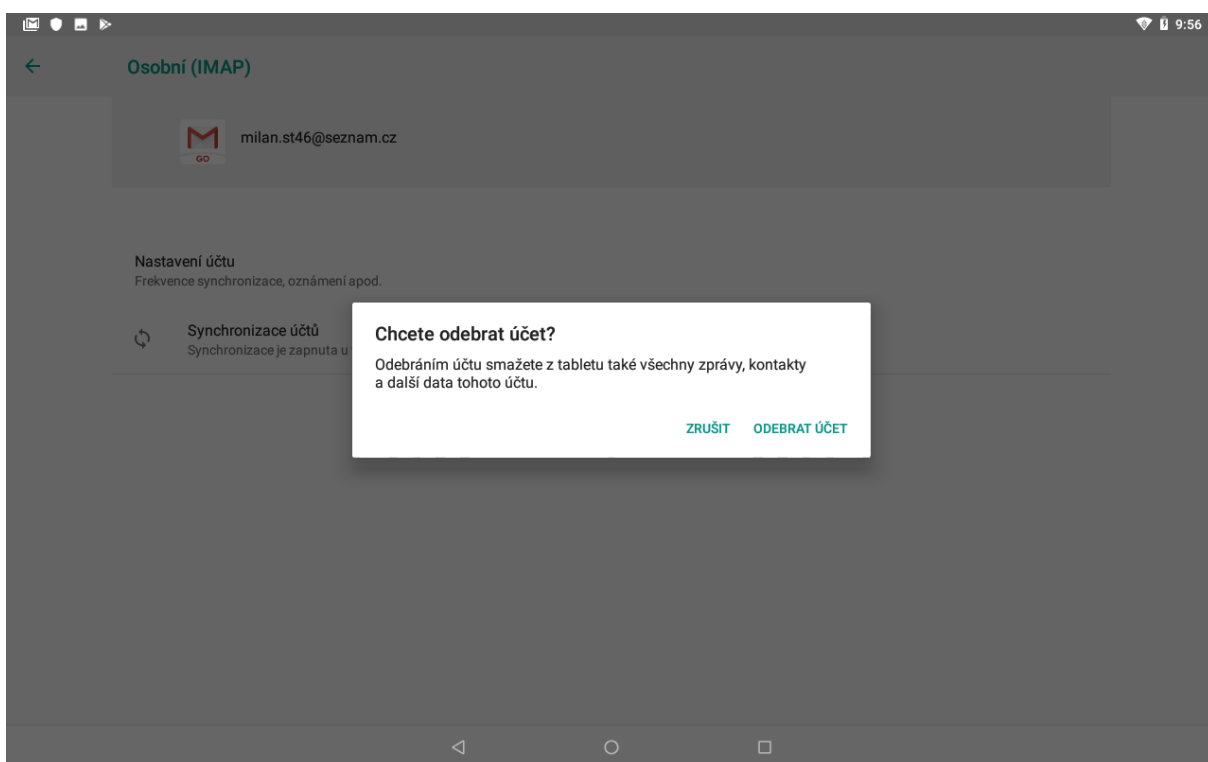 9:56
Osobní (IMAP)
GO
milan.st46@seznam.cz
Nastavení účtu
Frekvence synchronizace, oznámení apod.
Synchronizace účtů
Synchronizace je zapnuta u
Chcete odebrat účet?
Odebráním účtu smažete z tabletu také všechny zprávy, kontakty
a další data tohoto účtu.
ZRUŠIT ODEBRAT ÚČET